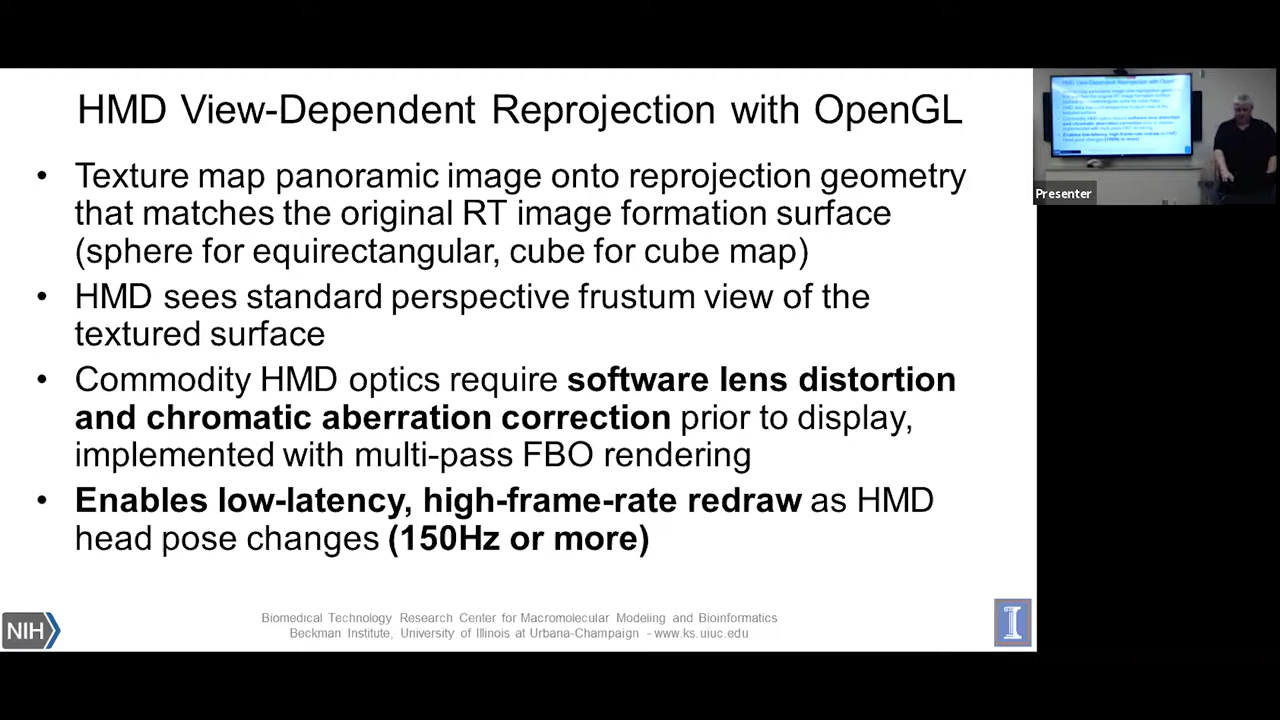 HMD View-Dependent Reprojection with OpenGL
• Texture map panoramic image onto reprojection geometry
that matches the original RT image formation surface
(sphere for equirectangular, cube for cube map)
• HMD sees standard perspective frustum view of the
textured surface
• Commodity HMD optics require software lens distortion
and chromatic aberration correction prior to display,
implemented with multi-pass FBO rendering
• Enables low-latency, high-frame-rate redraw as HMD
head pose changes (150Hz or more)
NIH
Biomedical Technology Research Center for Macromolecular Modeling and Bioinformatics
Beckman Institute, University of Illinois at Urbana-Champaign - www.ks.uiuc.edu
I
Presenter